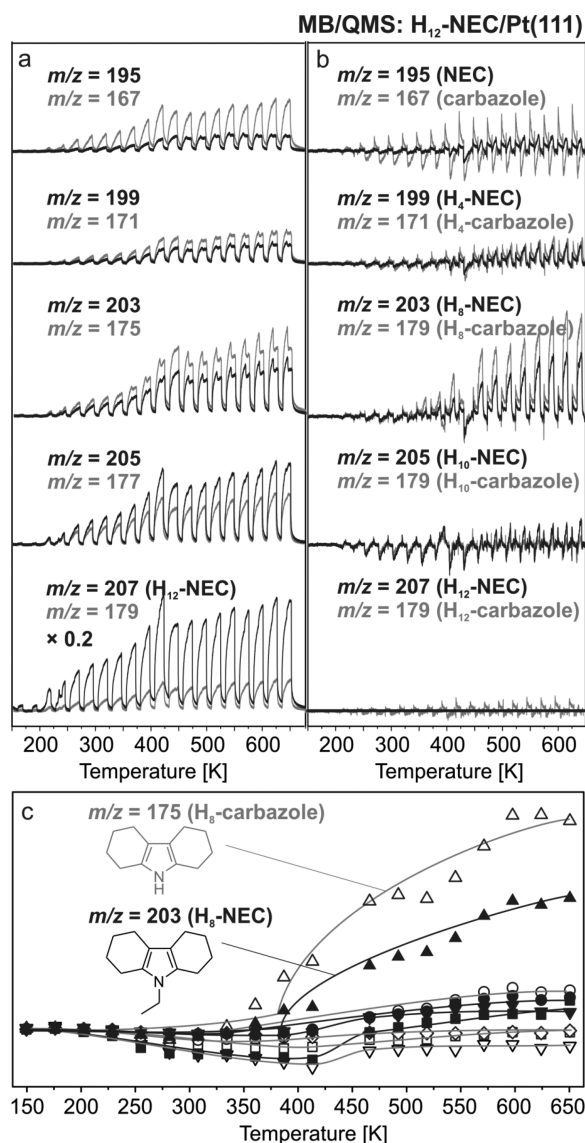 MB/QMS: H₁₂-NEC/Pt(111)
a
m/z = 195
m/z = 167
m/z = 199
m/z = 171
m/z = 203
m/z = 175
m/z = 205
m/z = 177
m/z = 207 (H₁₂-NEC)
m/z = 179
× 0.2
200 300 400 500 600
Temperature [K]
b
m/z = 195 (NEC)
m/z = 167 (carbazole)
m/z = 199 (H₄-NEC)
m/z = 171 (H₄-carbazole)
m/z = 203 (H₈-NEC)
m/z = 179 (H₈-carbazole)
m/z = 205 (H₁₀-NEC)
m/z = 179 (H₁₀-carbazole)
m/z = 207 (H₁₂-NEC)
m/z = 179 (H₁₂-carbazole)
200 300 400 500 600
Temperature [K]
c
m/z = 175 (H₈-carbazole)
N
H
m/z = 203 (H₈-NEC)
N
150 200 250 300 350 400 450 500 550 600 650
Temperature [K]